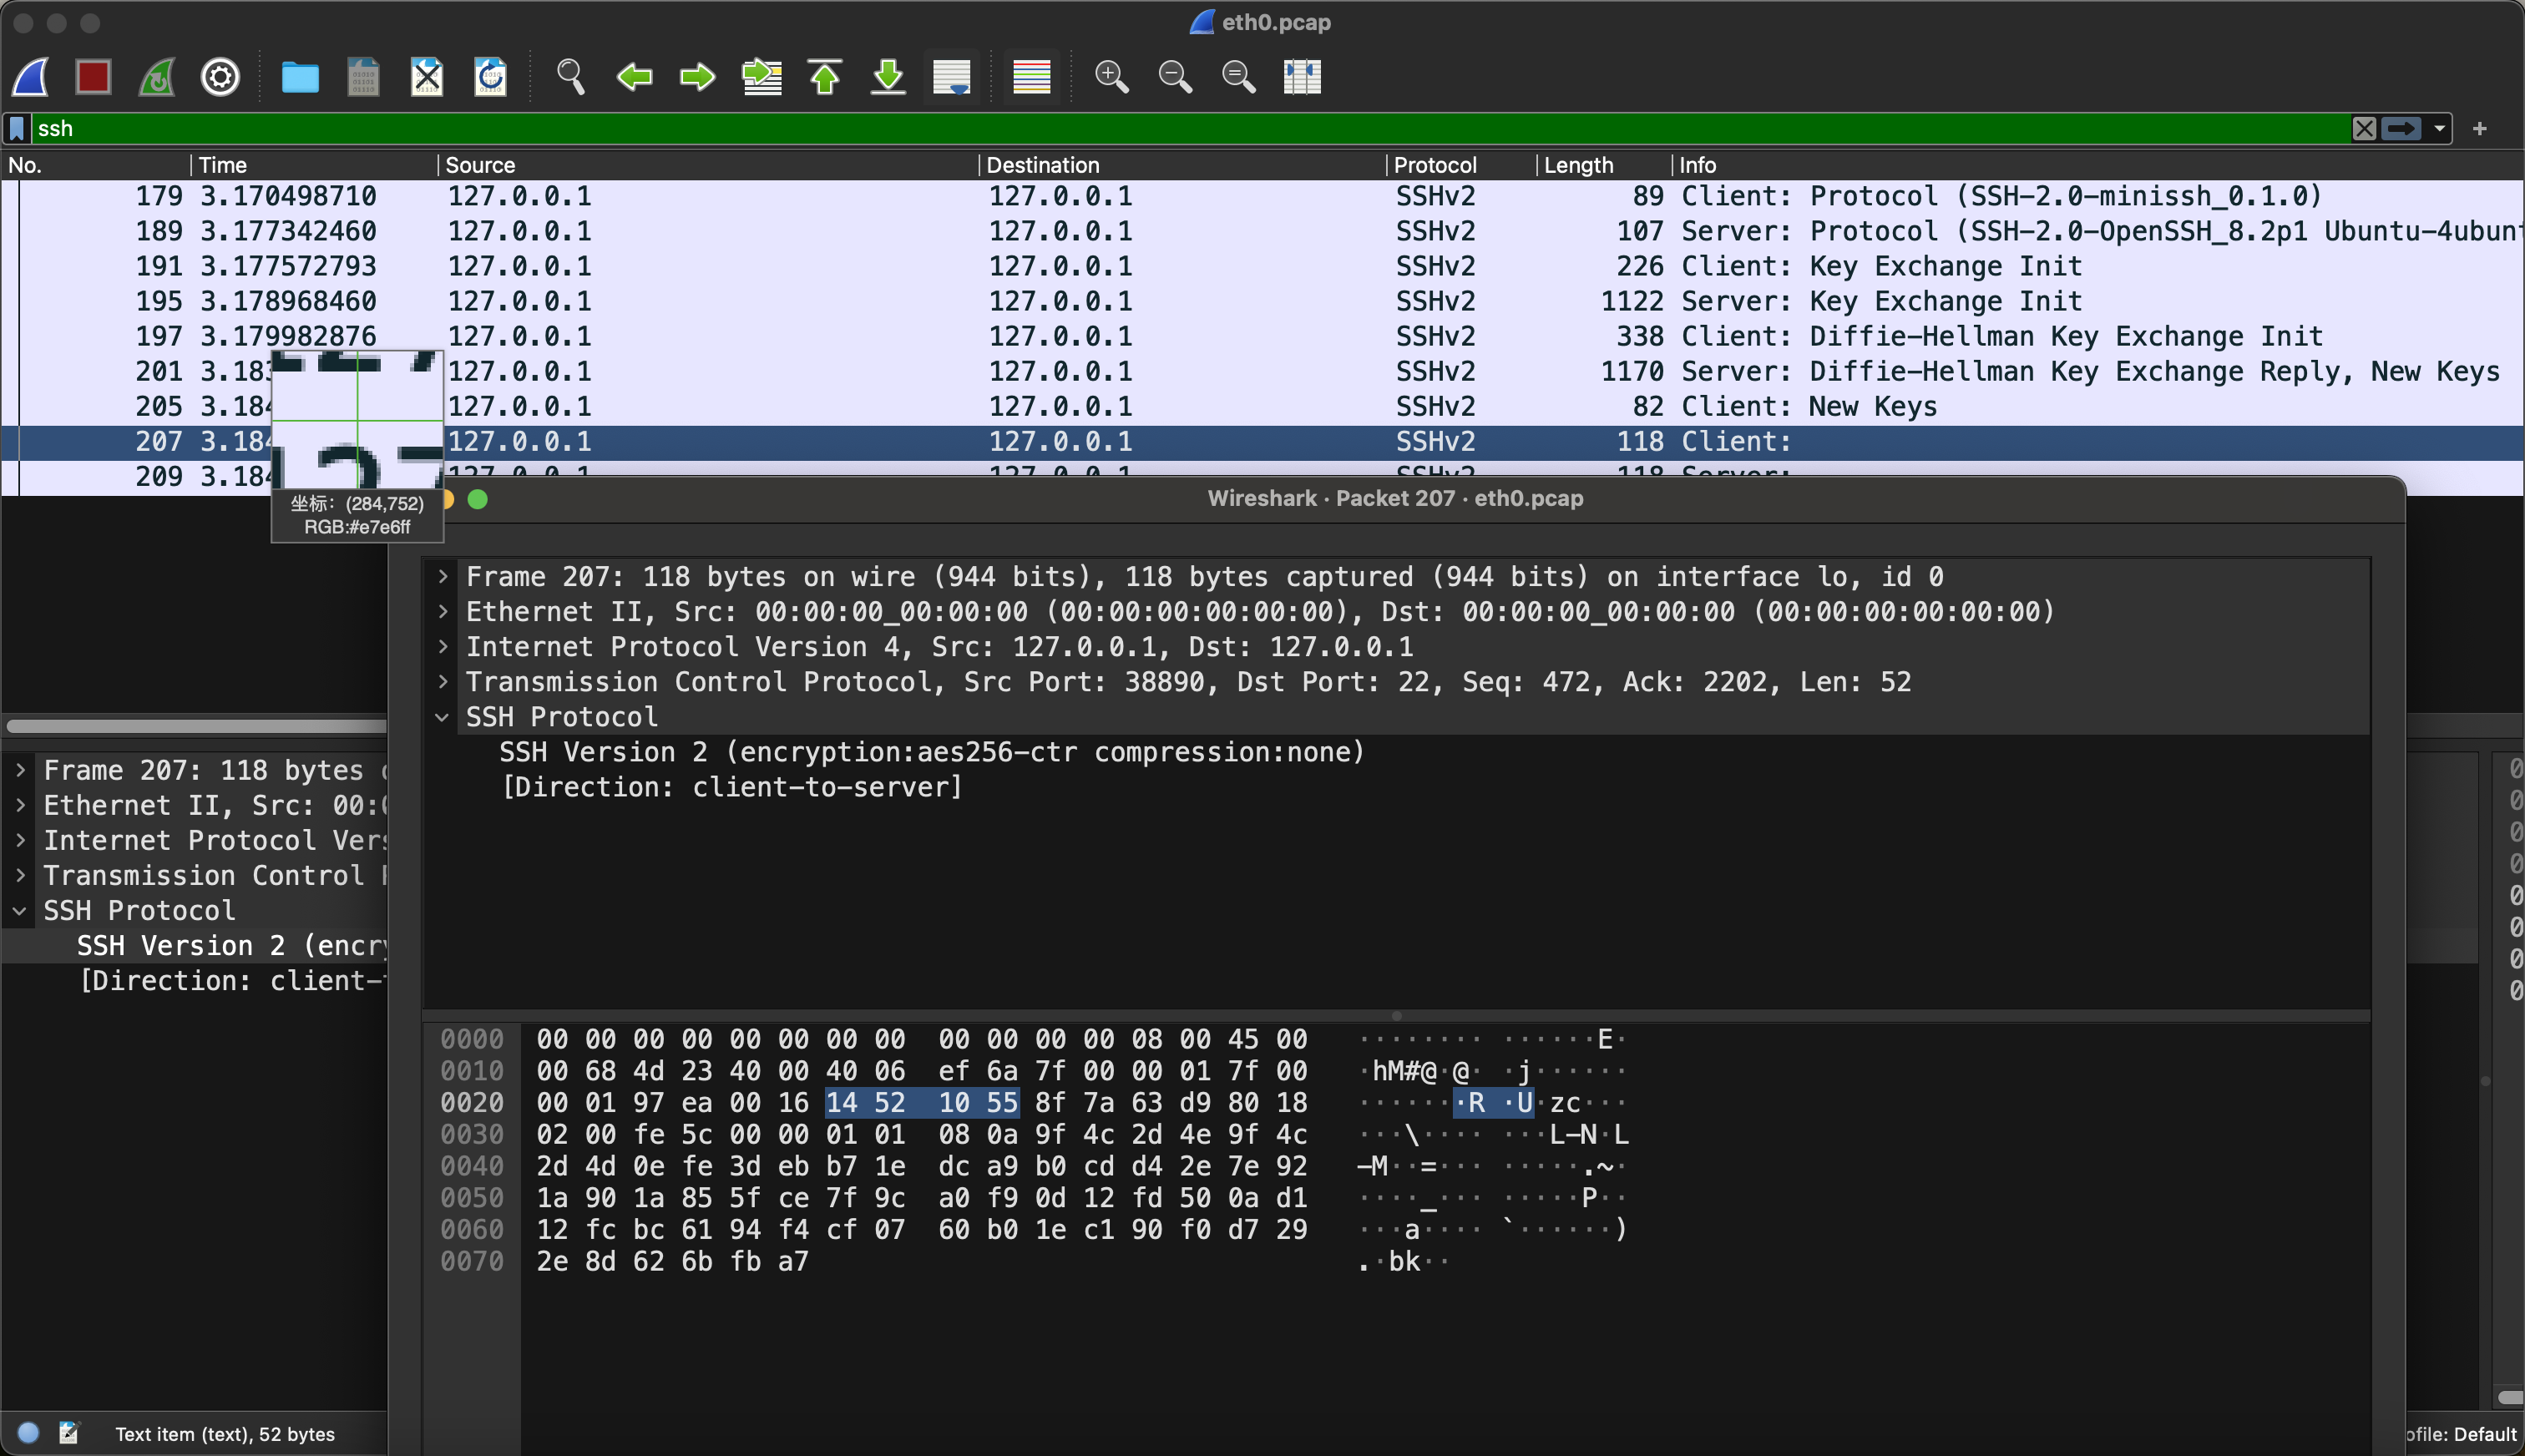 eth0.pcap
ssh
No. Time Source Destination Protocol Length Info
179 3.170498710 127.0.0.1 127.0.0.1 SSHv2 89 Client: Protocol (SSH-2.0-minissh_0.1.0)
189 3.177342460 127.0.0.1 127.0.0.1 SSHv2 107 Server: Protocol (SSH-2.0-OpenSSH_8.2p1 Ubuntu-4ubun
191 3.177572793 127.0.0.1 127.0.0.1 SSHv2 226 Client: Key Exchange Init
195 3.178968460 127.0.0.1 127.0.0.1 SSHv2 1122 Server: Key Exchange Init
197 3.179982876 127.0.0.1 127.0.0.1 SSHv2 338 Client: Diffie-Hellman Key Exchange Init
201 3.183 127.0.0.1 127.0.0.1 SSHv2 1170 Server: Diffie-Hellman Key Exchange Reply, New Keys
205 3.184 127.0.0.1 127.0.0.1 SSHv2 82 Client: New Keys
207 3.184 127.0.0.1 127.0.0.1 SSHv2 118 Client:
209 3.184 127.0.0.1 127.0.0.1 SSHv2 118 Server:
坐标: (284,752)
RGB:#e7e6ff
Wireshark · Packet 207 · eth0.pcap
Frame 207: 118 bytes on wire (944 bits), 118 bytes captured (944 bits) on interface lo, id 0
Ethernet II, Src: 00:00:00_00:00:00 (00:00:00:00:00:00), Dst: 00:00:00_00:00:00 (00:00:00:00:00:00)
Internet Protocol Version 4, Src: 127.0.0.1, Dst: 127.0.0.1
Transmission Control Protocol, Src Port: 38890, Dst Port: 22, Seq: 472, Ack: 2202, Len: 52
SSH Protocol
SSH Version 2 (encryption:aes256-ctr compression:none)
[Direction: client-to-server]
Frame 207: 118 bytes
Ethernet II, Src: 00:
Internet Protocol Vers
Transmission Control
SSH Protocol
SSH Version 2 (encry
[Direction: client-
0000 00 00 00 00 00 00 00 00 00 00 00 00 08 00 45 00 ········ ······E·
0010 00 68 4d 23 40 00 40 06 ef 6a 7f 00 00 01 7f 00 ·hM#@·@· ·j······
0020 00 01 97 ea 00 16 14 52 10 55 8f 7a 63 d9 80 18 ·······R ·U·zc···
0030 02 00 fe 5c 00 00 01 01 08 0a 9f 4c 2d 4e 9f 4c ···\···· ···L-N·L
0040 2d 4d 0e fe 3d eb b7 1e dc a9 b0 cd d4 2e 7e 92 -M··=··· ·····.~·
0050 1a 90 1a 85 5f ce 7f 9c a0 f9 0d 12 fd 50 0a d1 ····_··· ·····P··
0060 12 fc bc 61 94 f4 cf 07 60 b0 1e c1 90 f0 d7 29 ···a···· `······)
0070 2e 8d 62 6b fb a7 .·bk··
Text item (text), 52 bytes
ofile: Default